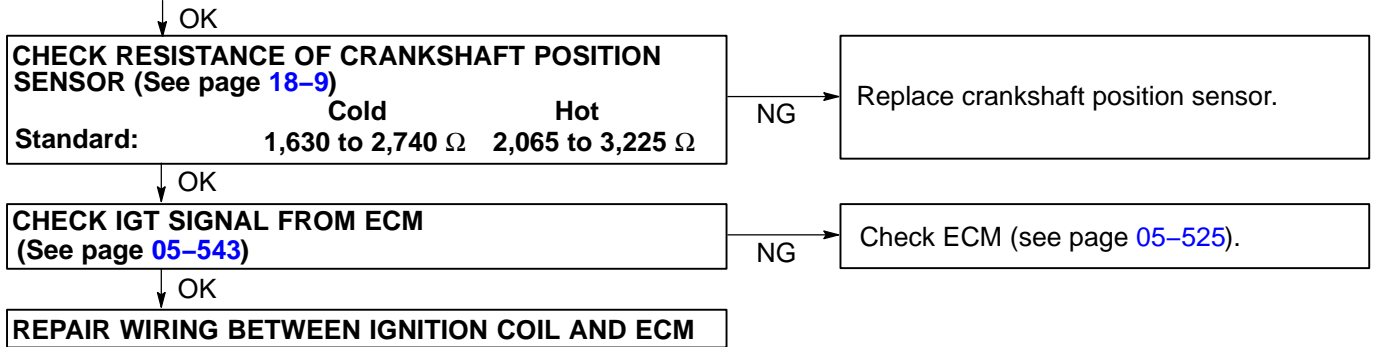 OK
CHECK RESISTANCE OF CRANKSHAFT POSITION
SENSOR (See page 18–9)
Cold Hot
Standard: 1,630 to 2,740 Ω 2,065 to 3,225 Ω
NG
Replace crankshaft position sensor.
OK
CHECK IGT SIGNAL FROM ECM
(See page 05–543)
NG
Check ECM (see page 05–525).
OK
REPAIR WIRING BETWEEN IGNITION COIL AND ECM